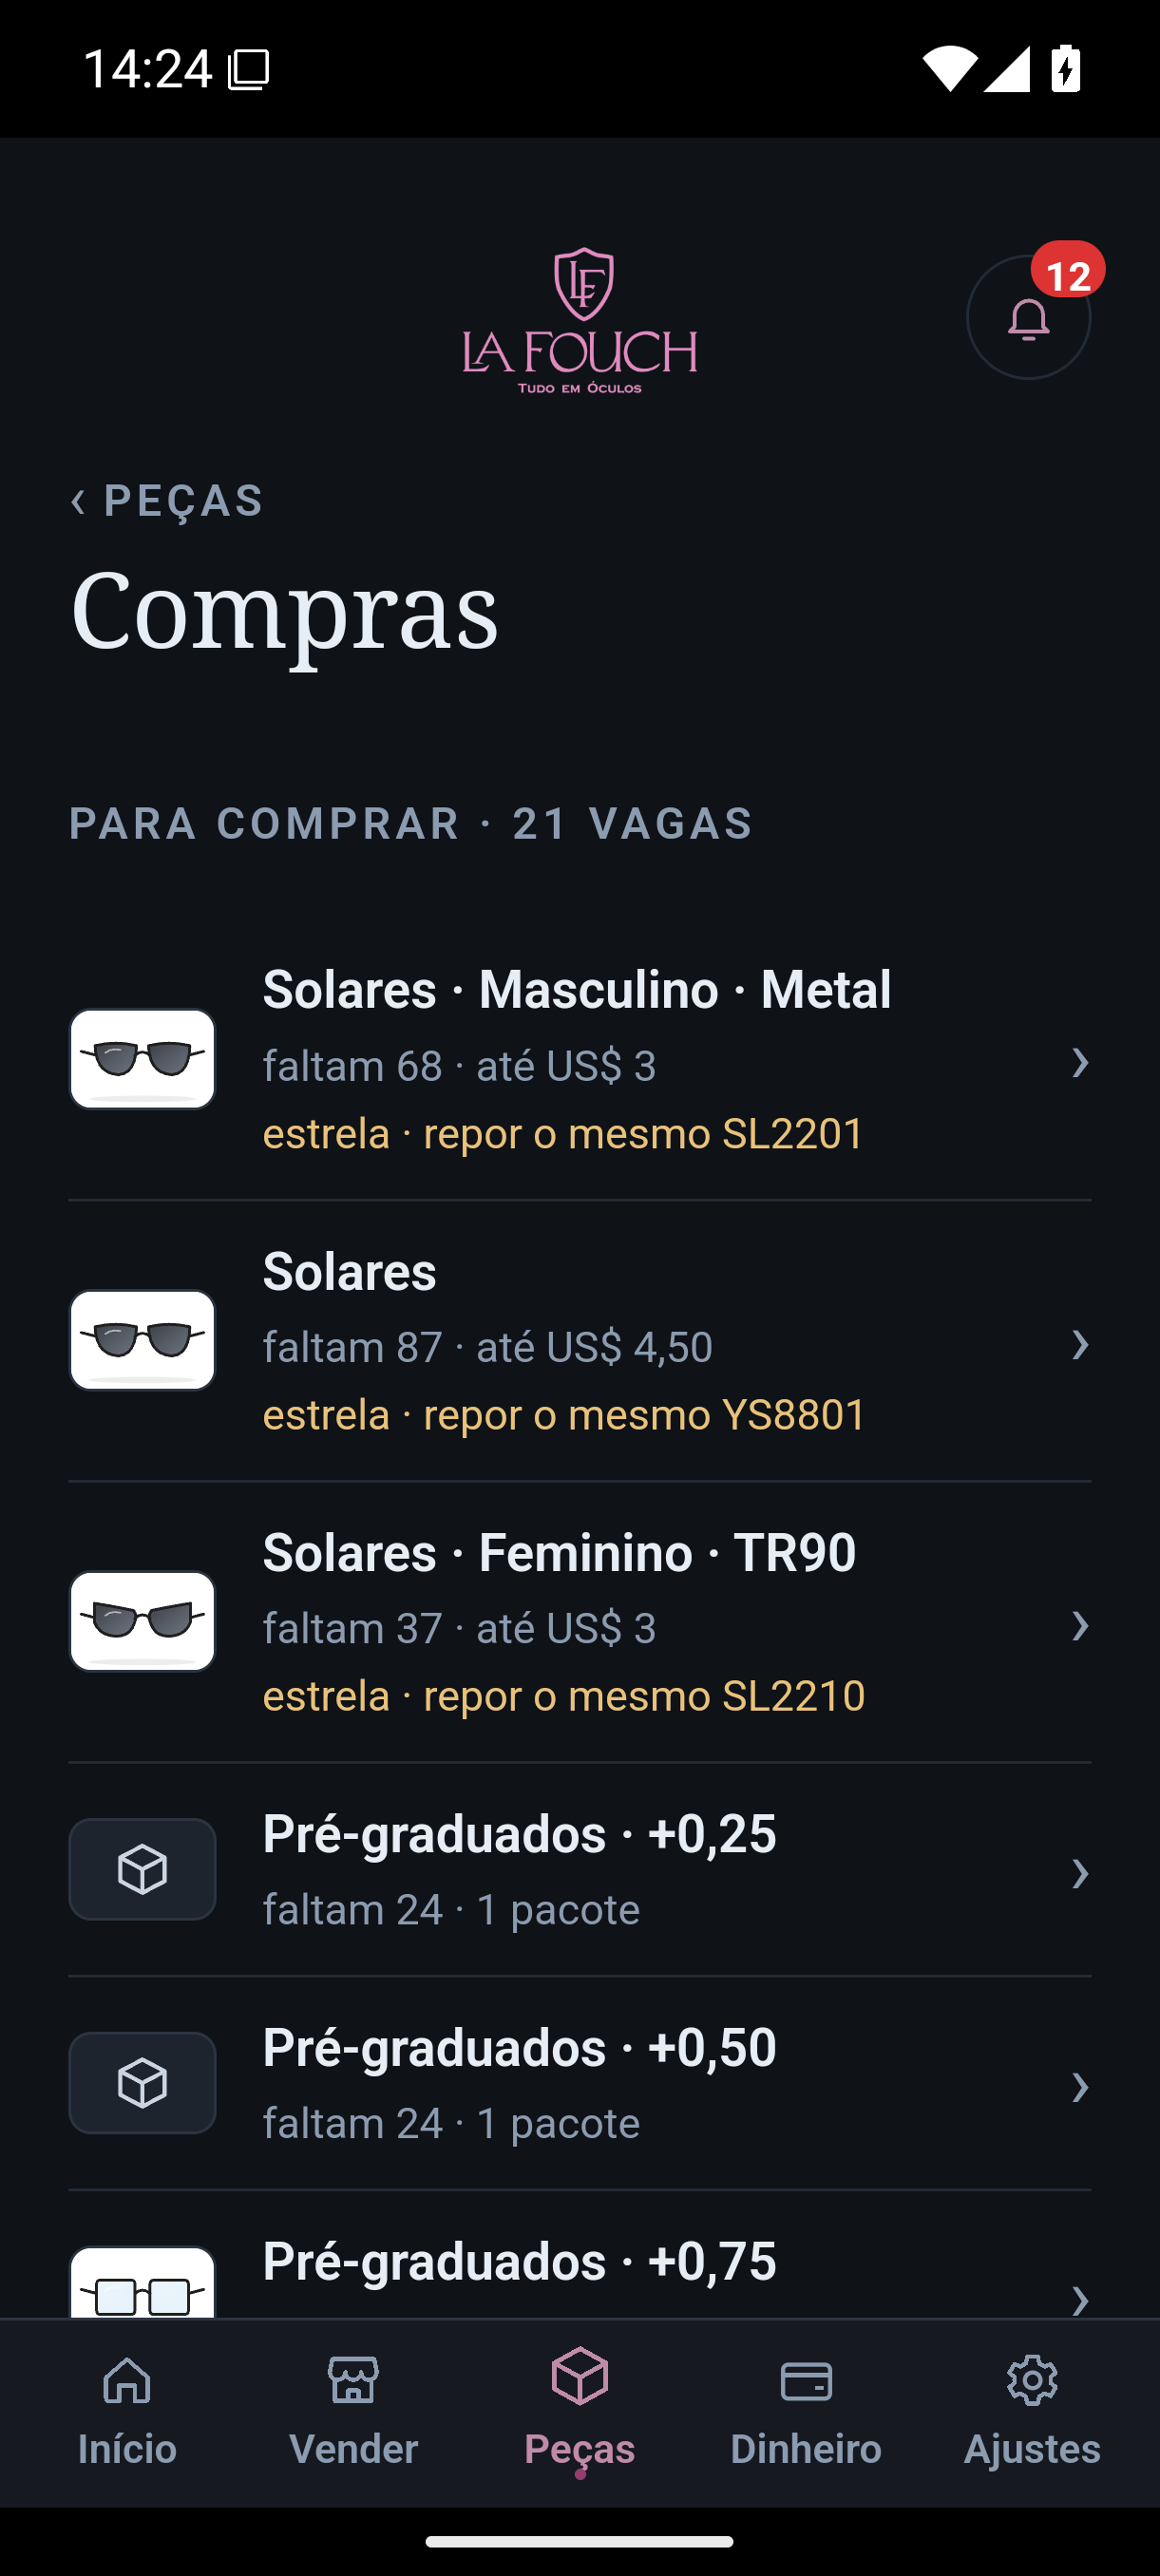 14:24
12
LF
LA FOUCH
TUDO EM ÓCULOS
‹ PEÇAS
Compras
PARA COMPRAR · 21 VAGAS
Solares · Masculino · Metal
faltam 68 · até US$ 3
estrela · repor o mesmo SL2201
Solares
faltam 87 · até US$ 4,50
estrela · repor o mesmo YS8801
Solares · Feminino · TR90
faltam 37 · até US$ 3
estrela · repor o mesmo SL2210
Pré-graduados · +0,25
faltam 24 · 1 pacote
Pré-graduados · +0,50
faltam 24 · 1 pacote
Pré-graduados · +0,75
Início
Vender
Peças
Dinheiro
Ajustes